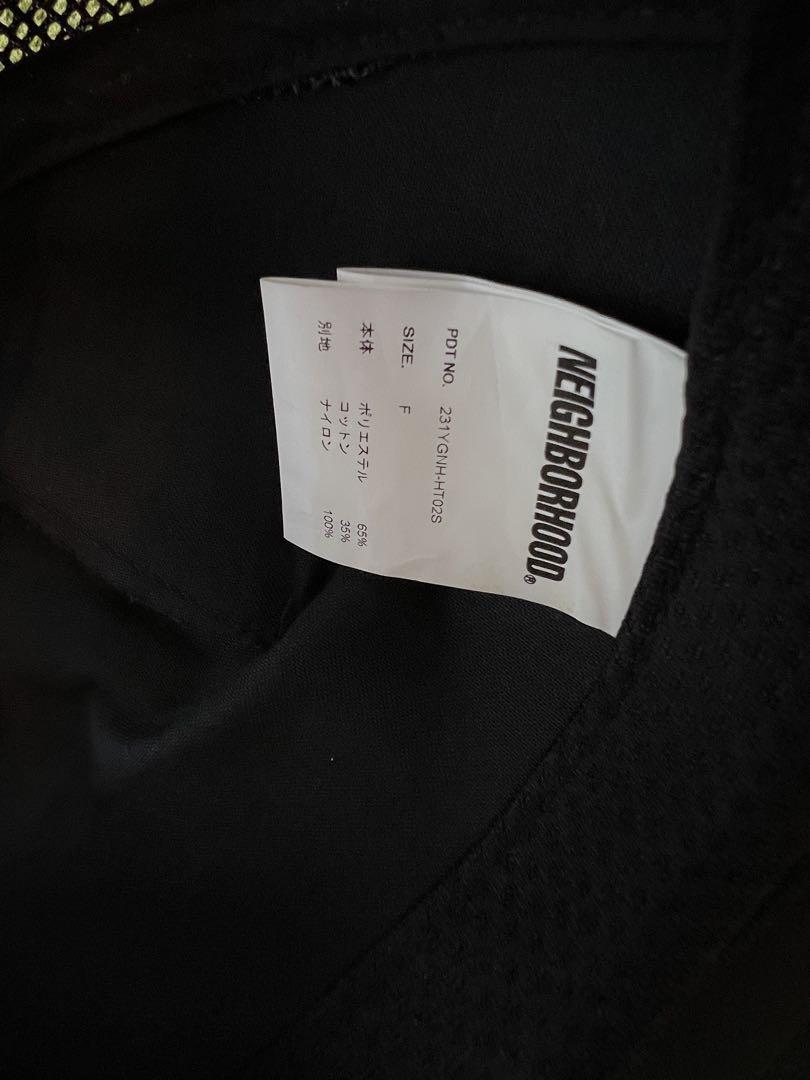 NEIGHBORHOOD®
PDT NO. 231YGNH-HT02S
SIZE. F
本体 ポリエステル 65%
コットン 35%
別地 ナイロン 100%